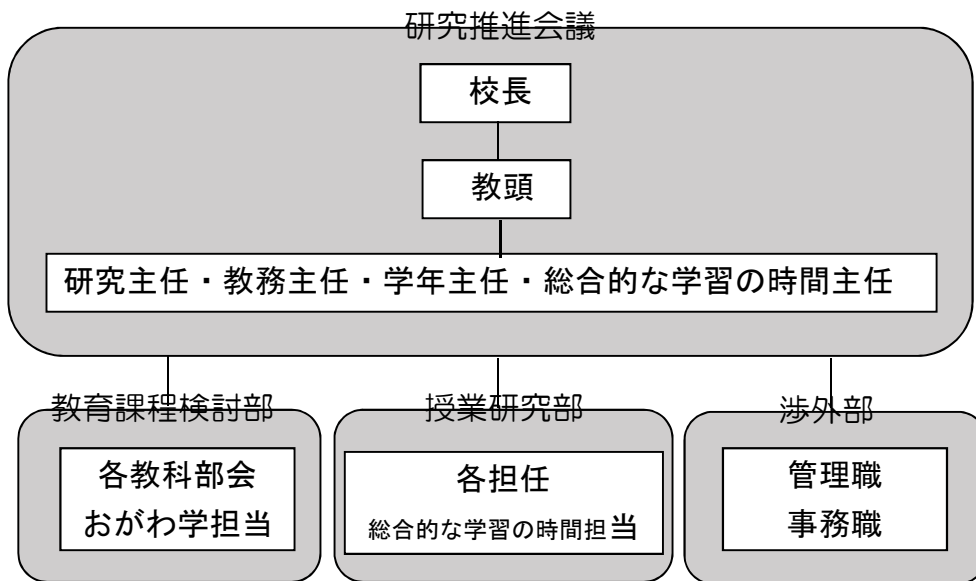 研究推進会議
校長
教頭
研究主任・教務主任・学年主任・総合的な学習の時間主任
教育課程検討部
各教科部会
おがわ学担当
授業研究部
各担任
総合的な学習の時間担当
渉外部
管理職
事務職